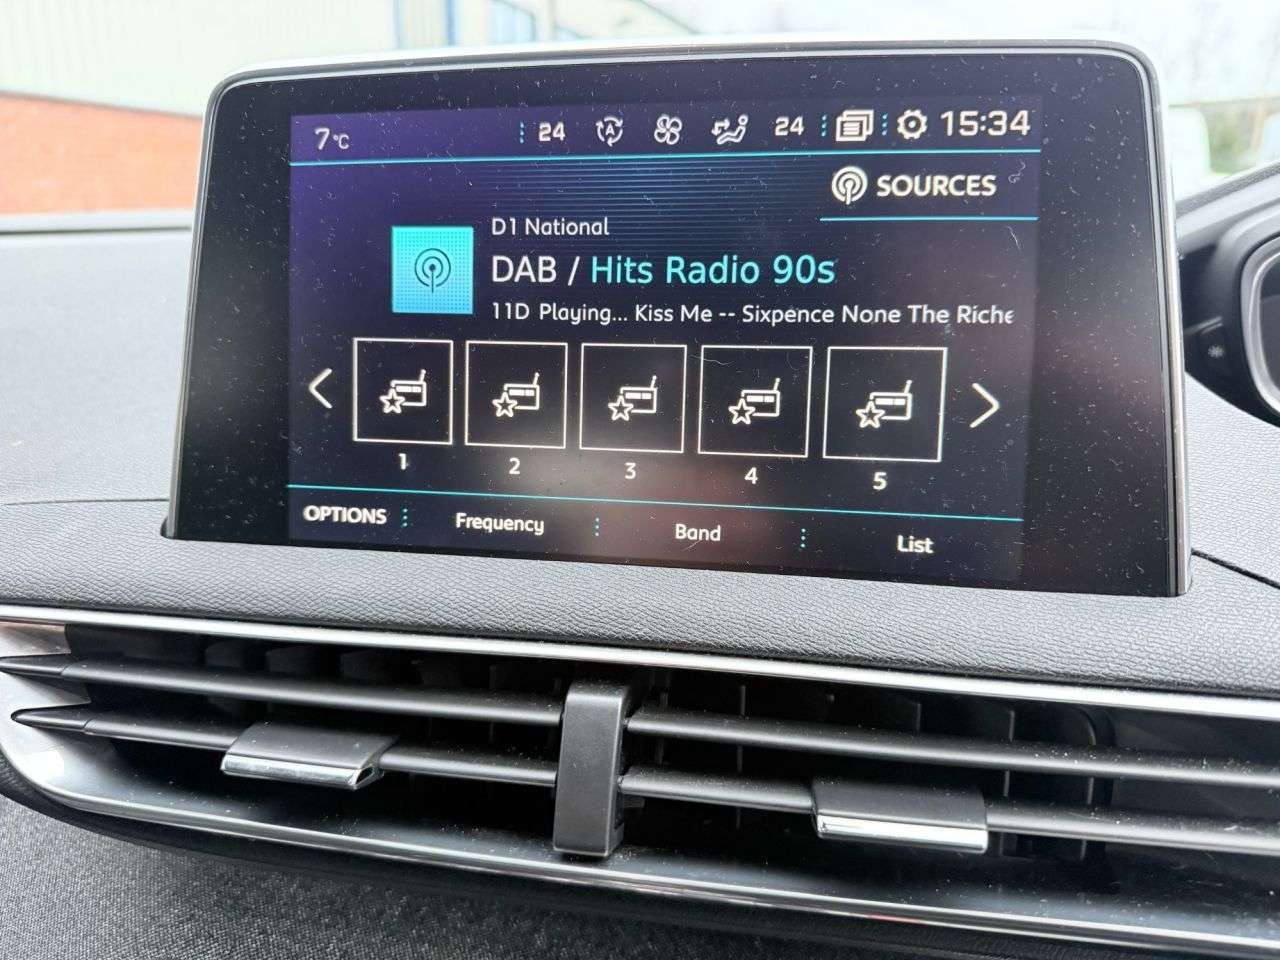 7°C 24 A 24 15:34
SOURCES
D1 National
DAB / Hits Radio 90s
11D Playing... Kiss Me -- Sixpence None The Riche
1 2 3 4 5
OPTIONS Frequency Band List